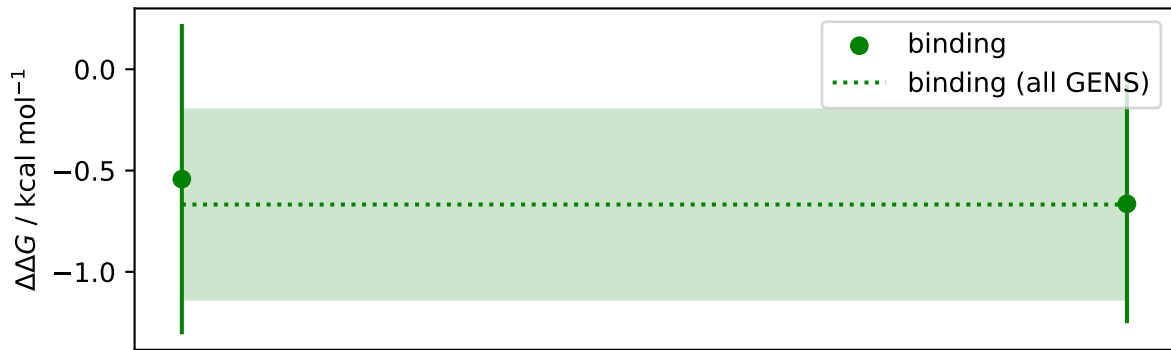 binding
binding (all GENS)
0.0
−0.5
−1.0
ΔΔG / kcal mol⁻¹